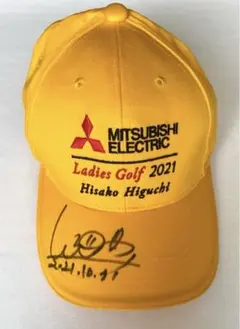 MITSUBISHI
ELECTRIC
Ladies Golf 2021
Hisako Higuchi